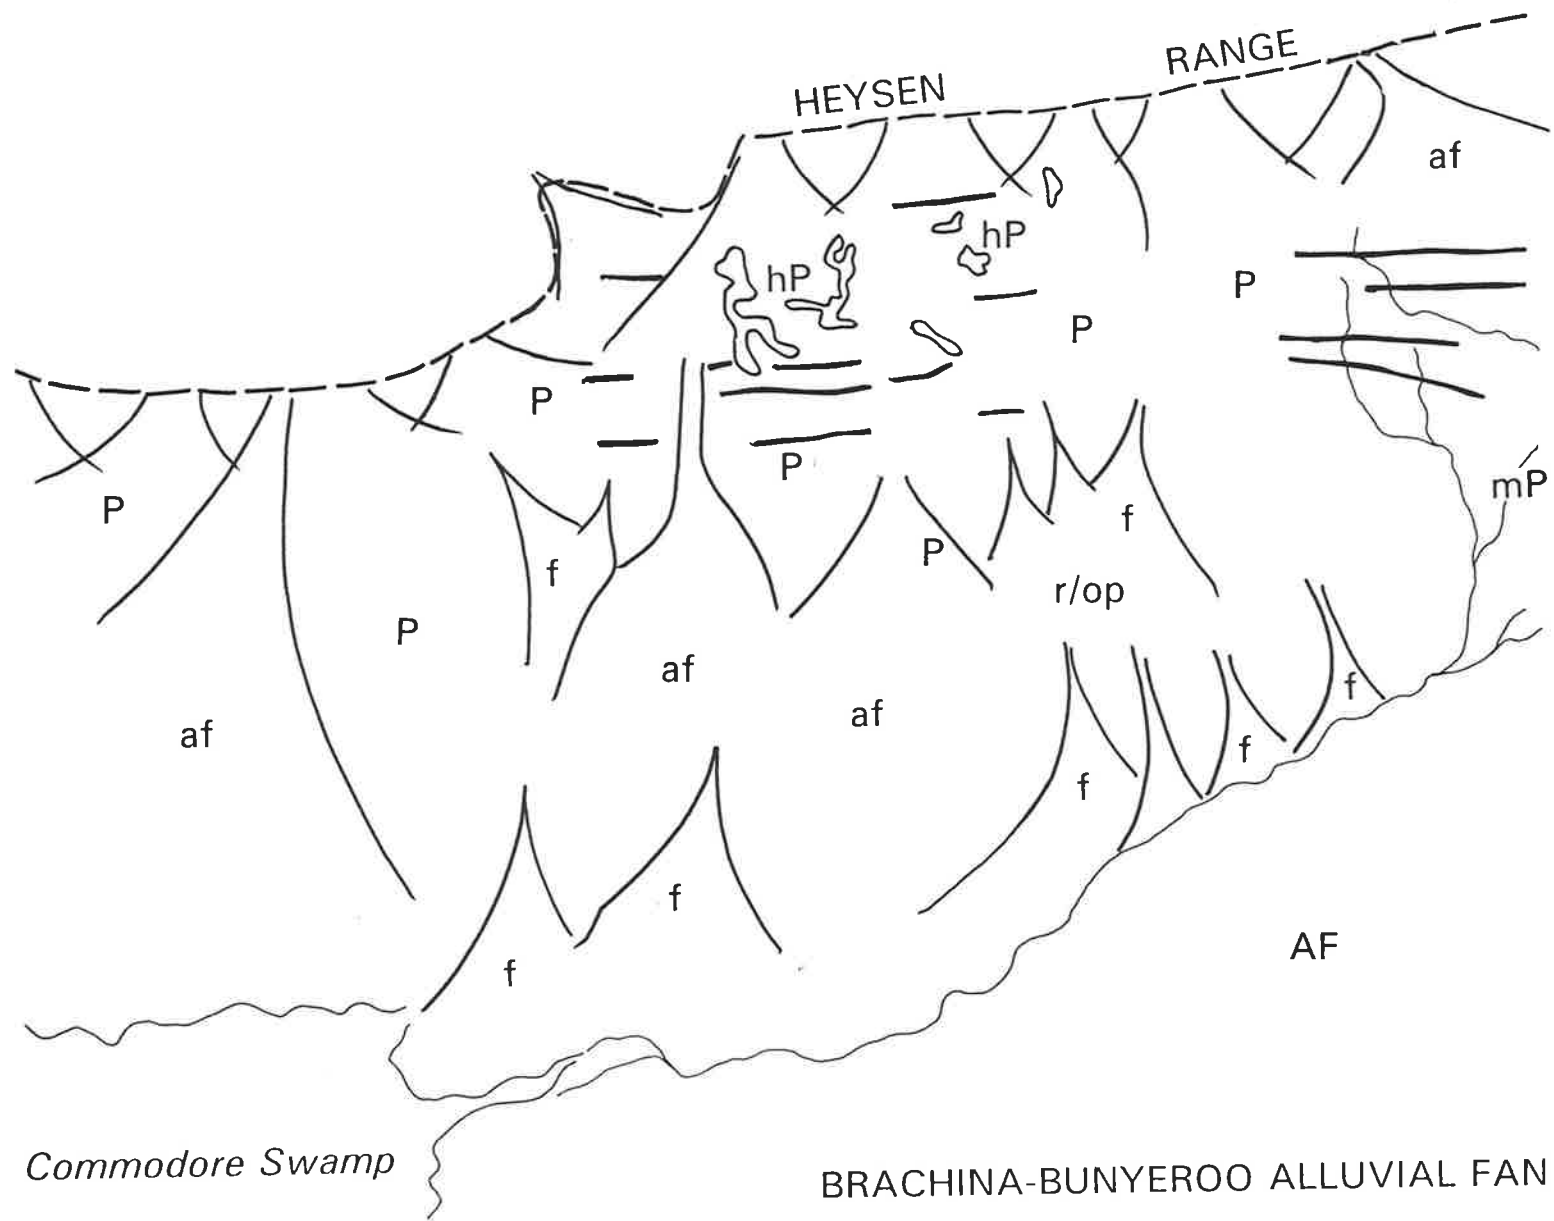 HEYSEN RANGE
af
hP
hP
P
P
P
P
P
mP
P
f
f
r/op
P
af
af
af
f
f
f
f
f
AF
Commodore Swamp
BRACHINA-BUNYEROO ALLUVIAL FAN